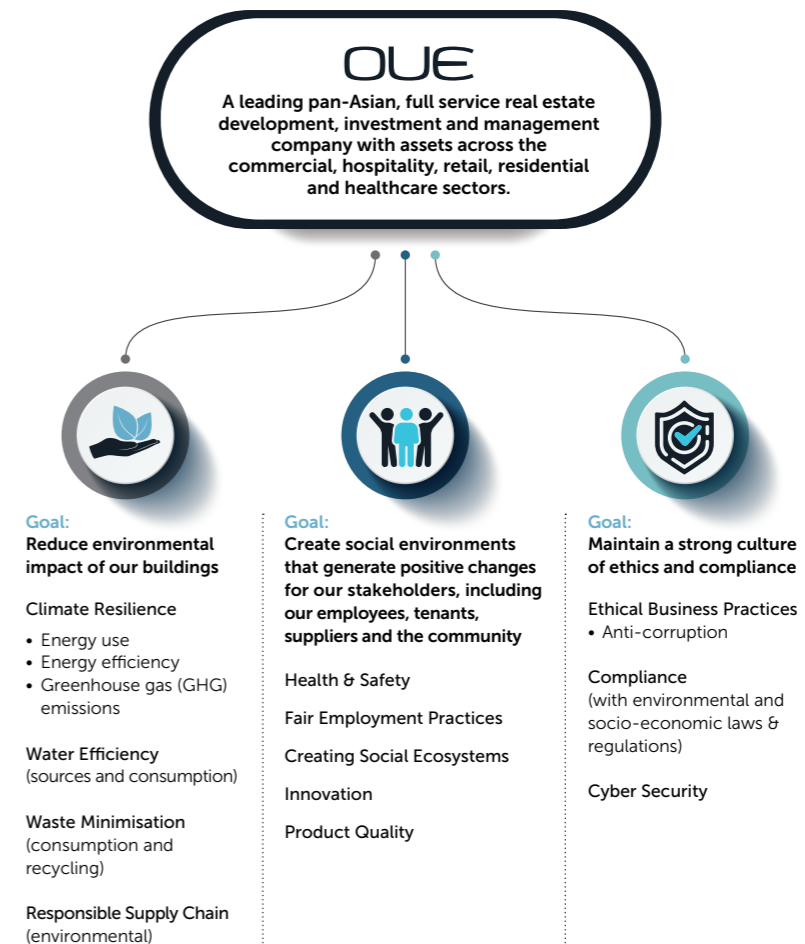 OUE
A leading pan-Asian, full service real estate
development, investment and management
company with assets across the
commercial, hospitality, retail, residential
and healthcare sectors.
Goal:
Reduce environmental
impact of our buildings
Climate Resilience
• Energy use
• Energy efficiency
• Greenhouse gas (GHG)
emissions
Water Efficiency
(sources and consumption)
Waste Minimisation
(consumption and
recycling)
Responsible Supply Chain
(environmental)
Goal:
Create social environments
that generate positive changes
for our stakeholders, including
our employees, tenants,
suppliers and the community
Health & Safety
Fair Employment Practices
Creating Social Ecosystems
Innovation
Product Quality
Goal:
Maintain a strong culture
of ethics and compliance
Ethical Business Practices
• Anti-corruption
Compliance
(with environmental and
socio-economic laws &
regulations)
Cyber Security